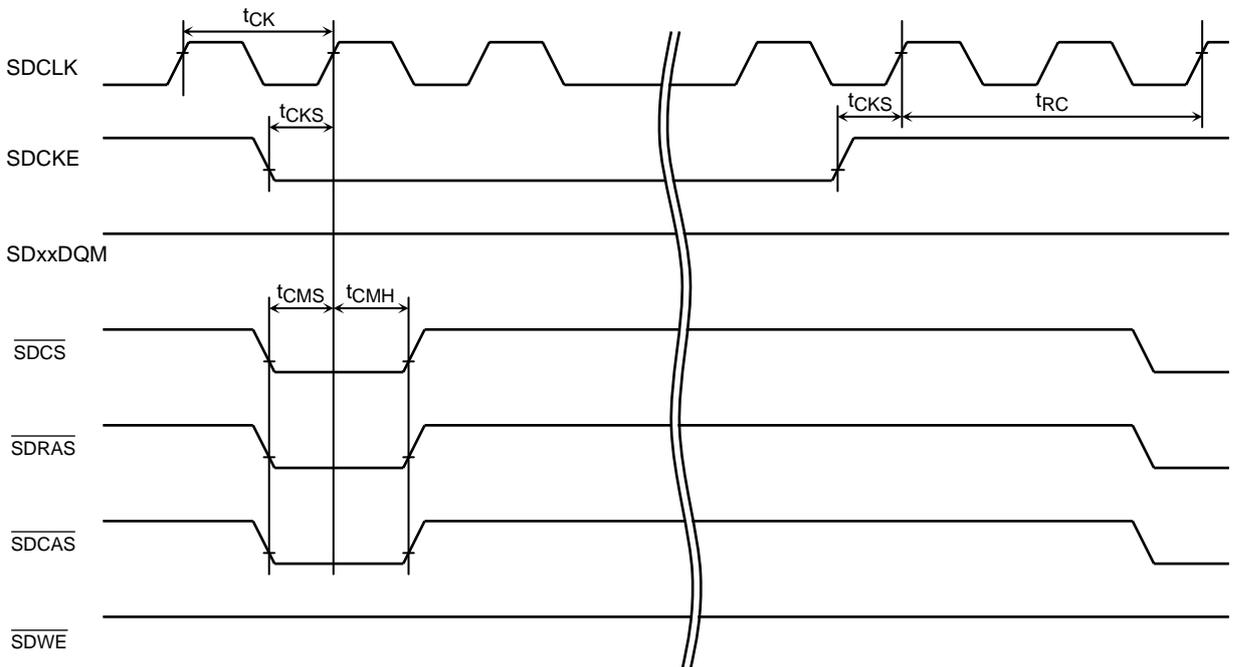 tCK
SDCLK
tCKS
tCKS
tRC
SDCKE
SDxxDQM
tCMS
tCMH
SDCS
SDRAS
SDCAS
SDWE